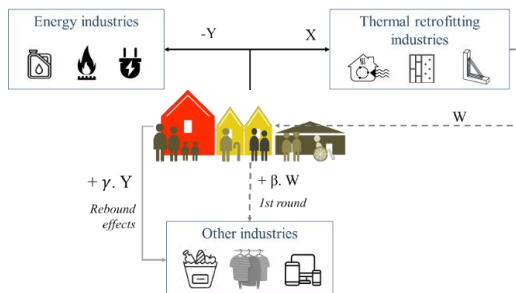 Energy industries
-Y
X
Thermal retrofitting
industries
W
+ γ. Y
Rebound
effects
+ β. W
1st round
Other industries